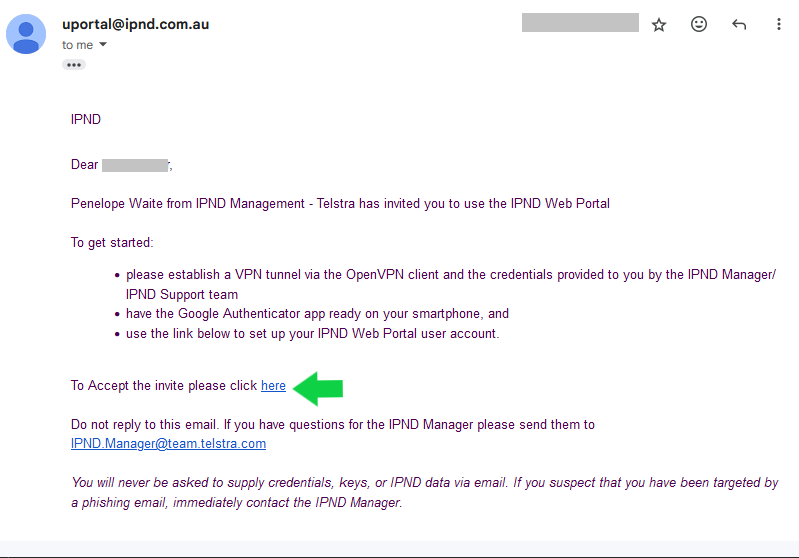 uportal@ipnd.com.au
to me
IPND
Dear ,
Penelope Waite from IPND Management - Telstra has invited you to use the IPND Web Portal
To get started:
• please establish a VPN tunnel via the OpenVPN client and the credentials provided to you by the IPND Manager/
IPND Support team
• have the Google Authenticator app ready on your smartphone, and
• use the link below to set up your IPND Web Portal user account.
To Accept the invite please click here
Do not reply to this email. If you have questions for the IPND Manager please send them to
IPND.Manager@team.telstra.com
You will never be asked to supply credentials, keys, or IPND data via email. If you suspect that you have been targeted by
a phishing email, immediately contact the IPND Manager.